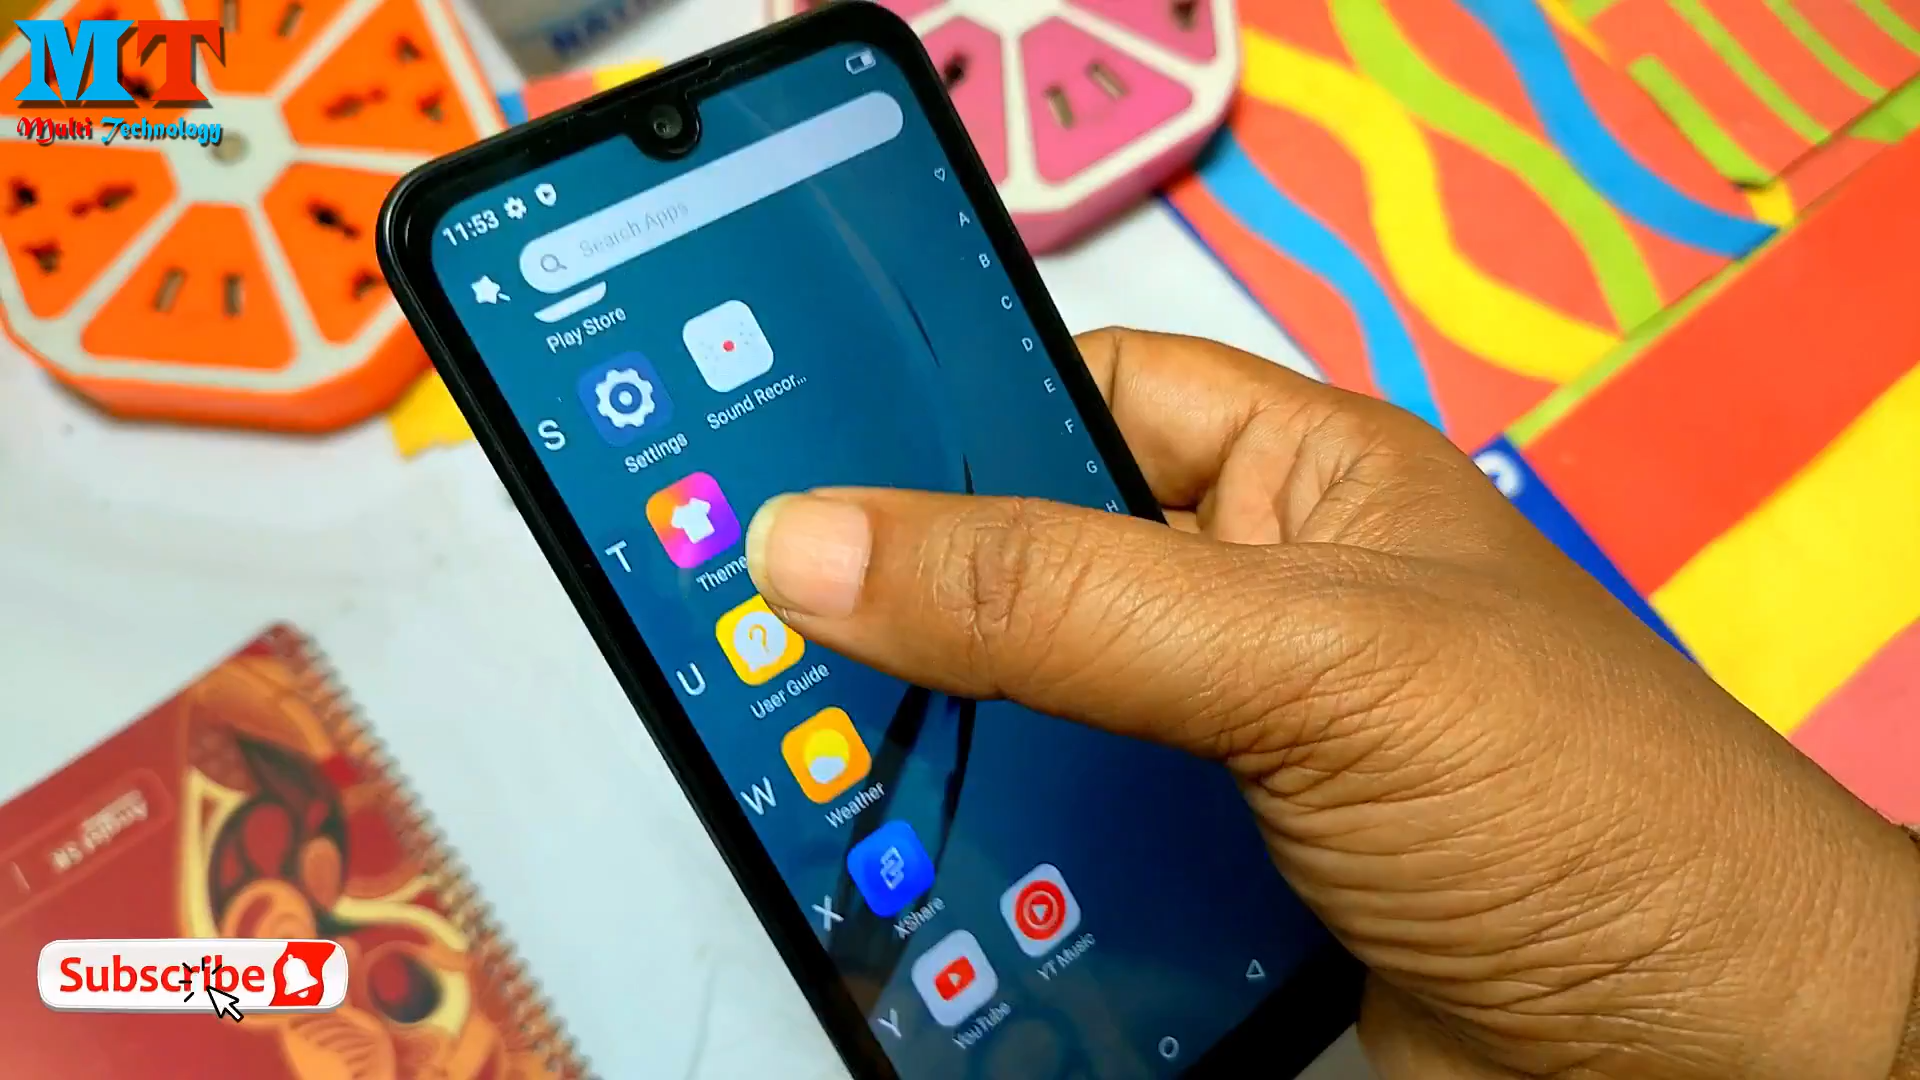 MT
Multi Technology
11:53
Search Apps
Play Store
Sound Recor...
S
Settings
T
Theme
U
User Guide
W
Weather
X
XShare
YT Music
Y
YouTube
A
B
C
D
E
F
G
H
Subscribe